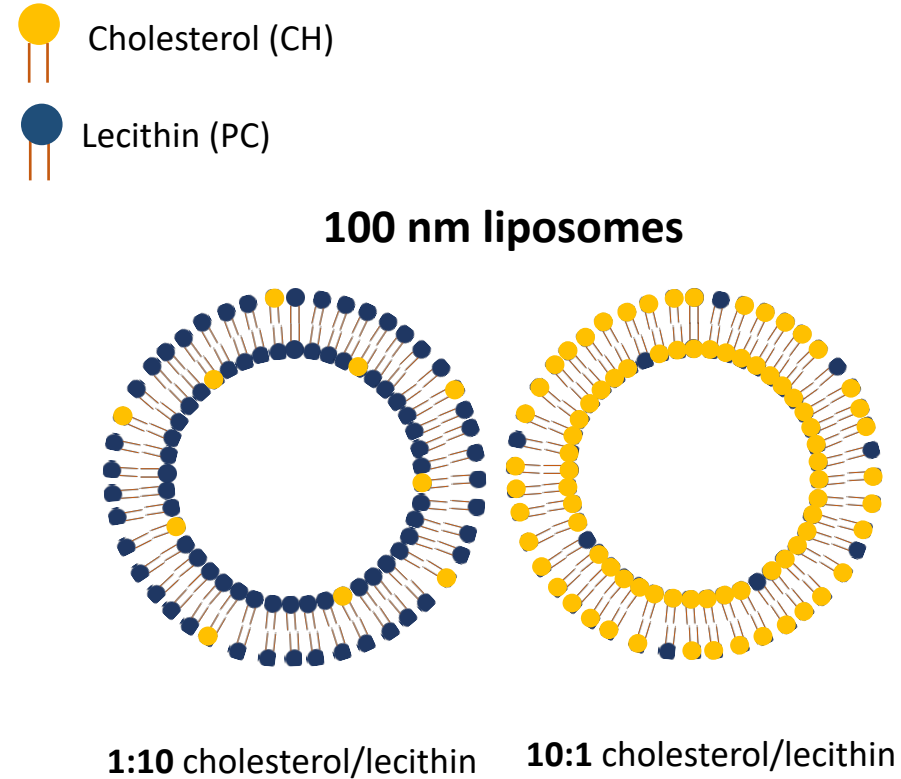 Cholesterol (CH)
Lecithin (PC)
100 nm liposomes
1:10 cholesterol/lecithin
10:1 cholesterol/lecithin